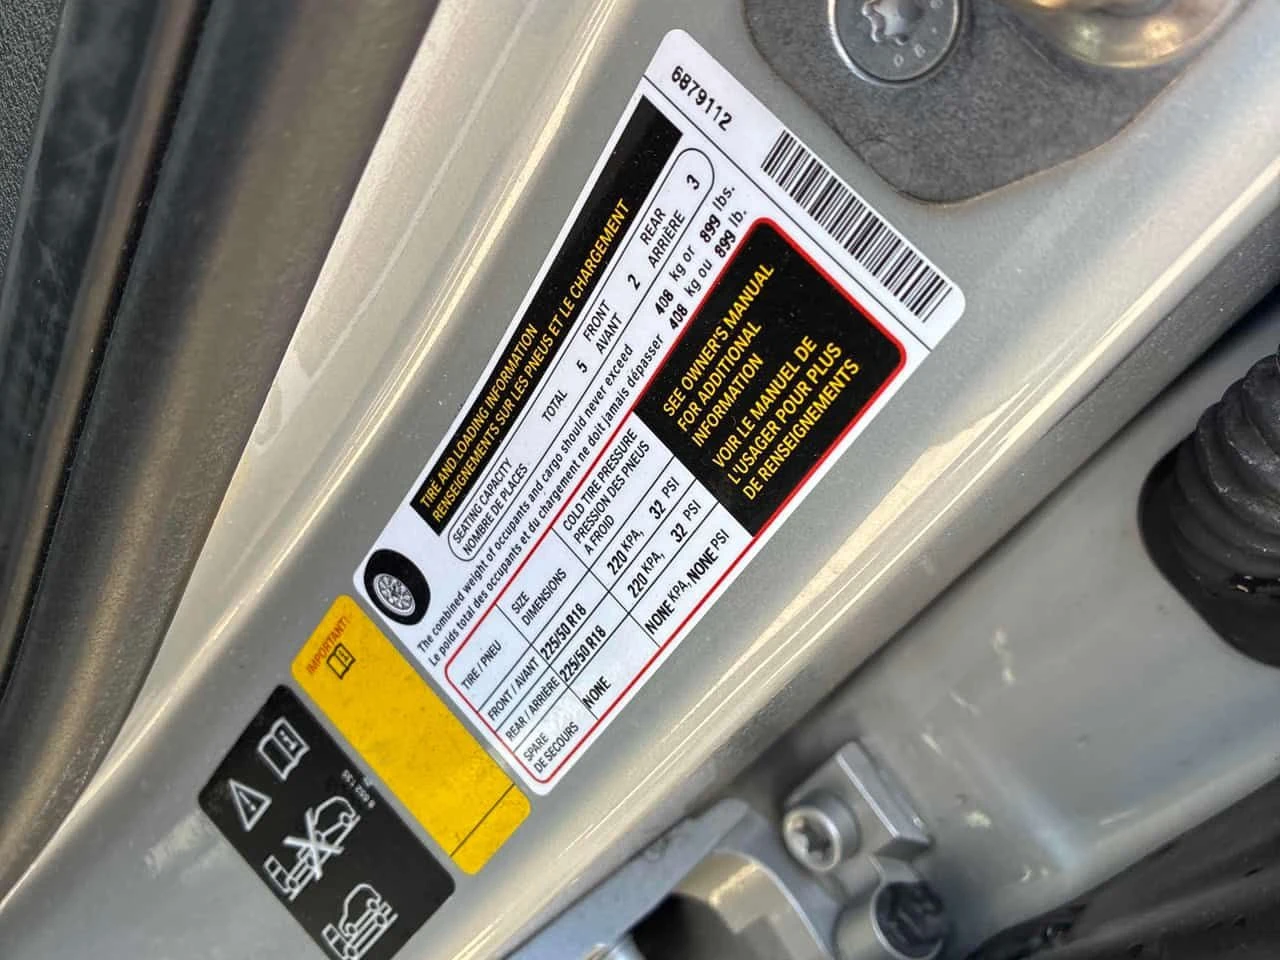 6879112
TIRE AND LOADING INFORMATION
RENSEIGNEMENTS SUR LES PNEUS ET LE CHARGEMENT
SEATING CAPACITY
NOMBRE DE PLACES
TOTAL 5
FRONT
AVANT
2
REAR
ARRIÈRE
3
The combined weight of occupants and cargo should never exceed 408 kg or 899 lbs.
Le poids total des occupants et du chargement ne doit jamais dépasser 408 kg ou 899 lb.
TIRE / PNEU
SIZE
DIMENSIONS
COLD TIRE PRESSURE
PRESSION DES PNEUS
A FROID
FRONT / AVANT 225/50 R18 220 KPA, 32 PSI
REAR / ARRIÈRE 225/50 R18 220 KPA, 32 PSI
SPARE
DE SECOURS
NONE
NONE KPA, NONE PSI
SEE OWNER'S MANUAL
FOR ADDITIONAL
INFORMATION
VOIR LE MANUEL DE
L'USAGER POUR PLUS
DE RENSEIGNEMENTS
IMPORTANT!